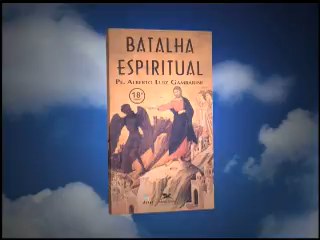 BATALHA
ESPIRITUAL
PE. ALBERTO LUIZ GAMBARINI
18ª